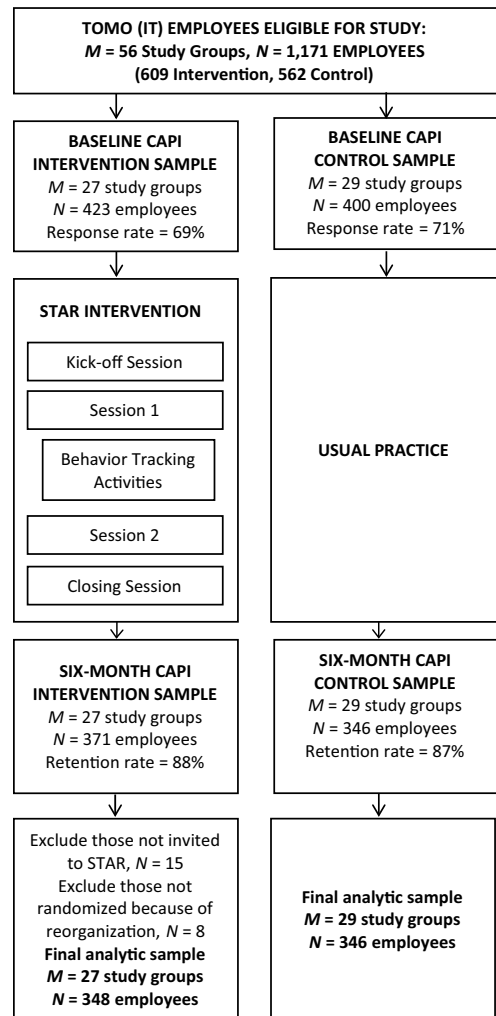 TOMO (IT) EMPLOYEES ELIGIBLE FOR STUDY:
M = 56 Study Groups, N = 1,171 EMPLOYEES
(609 Intervention, 562 Control)
BASELINE CAPI
INTERVENTION SAMPLE
M = 27 study groups
N = 423 employees
Response rate = 69%
BASELINE CAPI
CONTROL SAMPLE
M = 29 study groups
N = 400 employees
Response rate = 71%
STAR INTERVENTION
Kick-off Session
Session 1
Behavior Tracking
Activities
Session 2
Closing Session
USUAL PRACTICE
SIX-MONTH CAPI
INTERVENTION SAMPLE
M = 27 study groups
N = 371 employees
Retention rate = 88%
SIX-MONTH CAPI
CONTROL SAMPLE
M = 29 study groups
N = 346 employees
Retention rate = 87%
Exclude those not invited
to STAR, N = 15
Exclude those not
randomized because of
reorganization, N = 8
Final analytic sample
M = 27 study groups
N = 348 employees
Final analytic sample
M = 29 study groups
N = 346 employees